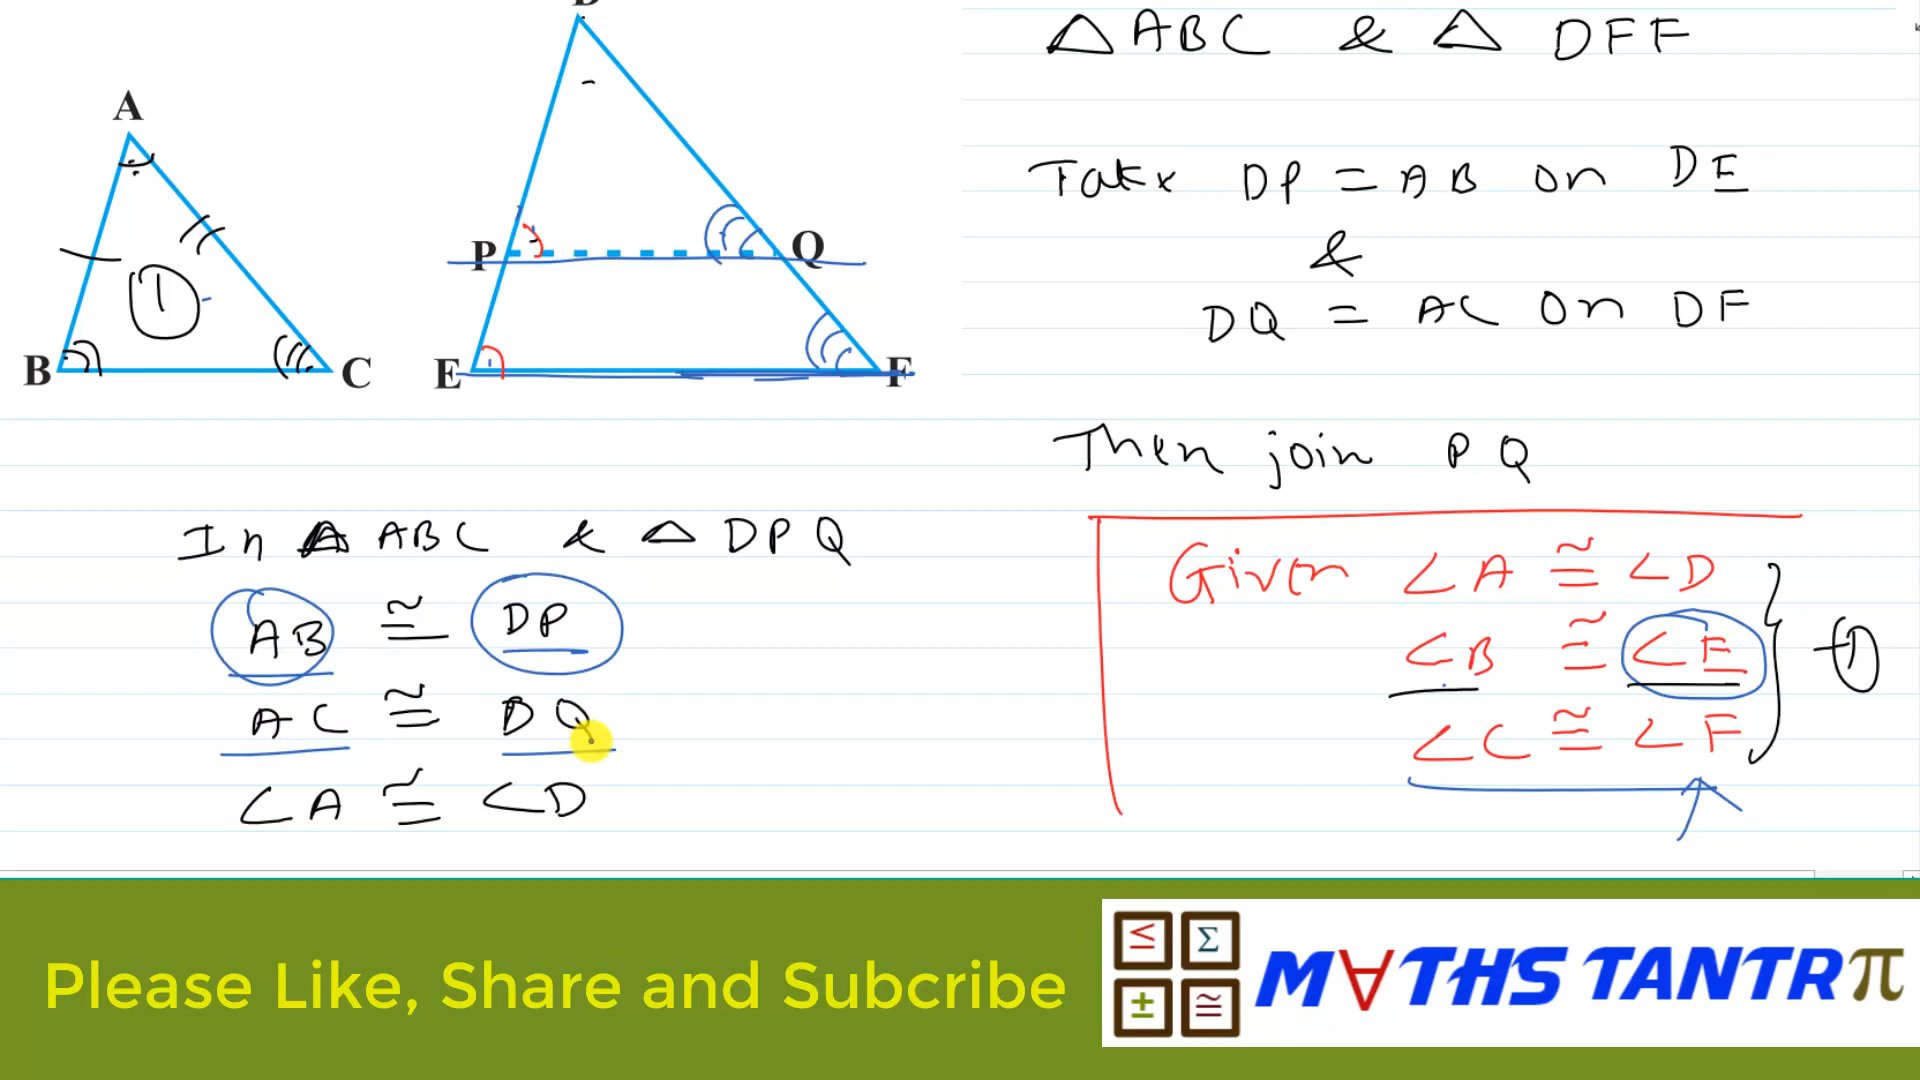 D
A
P
Q
B
C
E
F
1
△ ABC & △ DFF
Take DP = AB on DE
&
DQ = AC on DF
Then join PQ
In △ ABC & △ DPQ
AB ≅ DP
AC ≅ DQ
∠A ≅ ∠D
Given ∠A ≅ ∠D
∠B ≅ ∠E
∠C ≅ ∠F
①
Please Like, Share and Subcribe
≤ Σ
± ≅
M∀THS TANTRπ